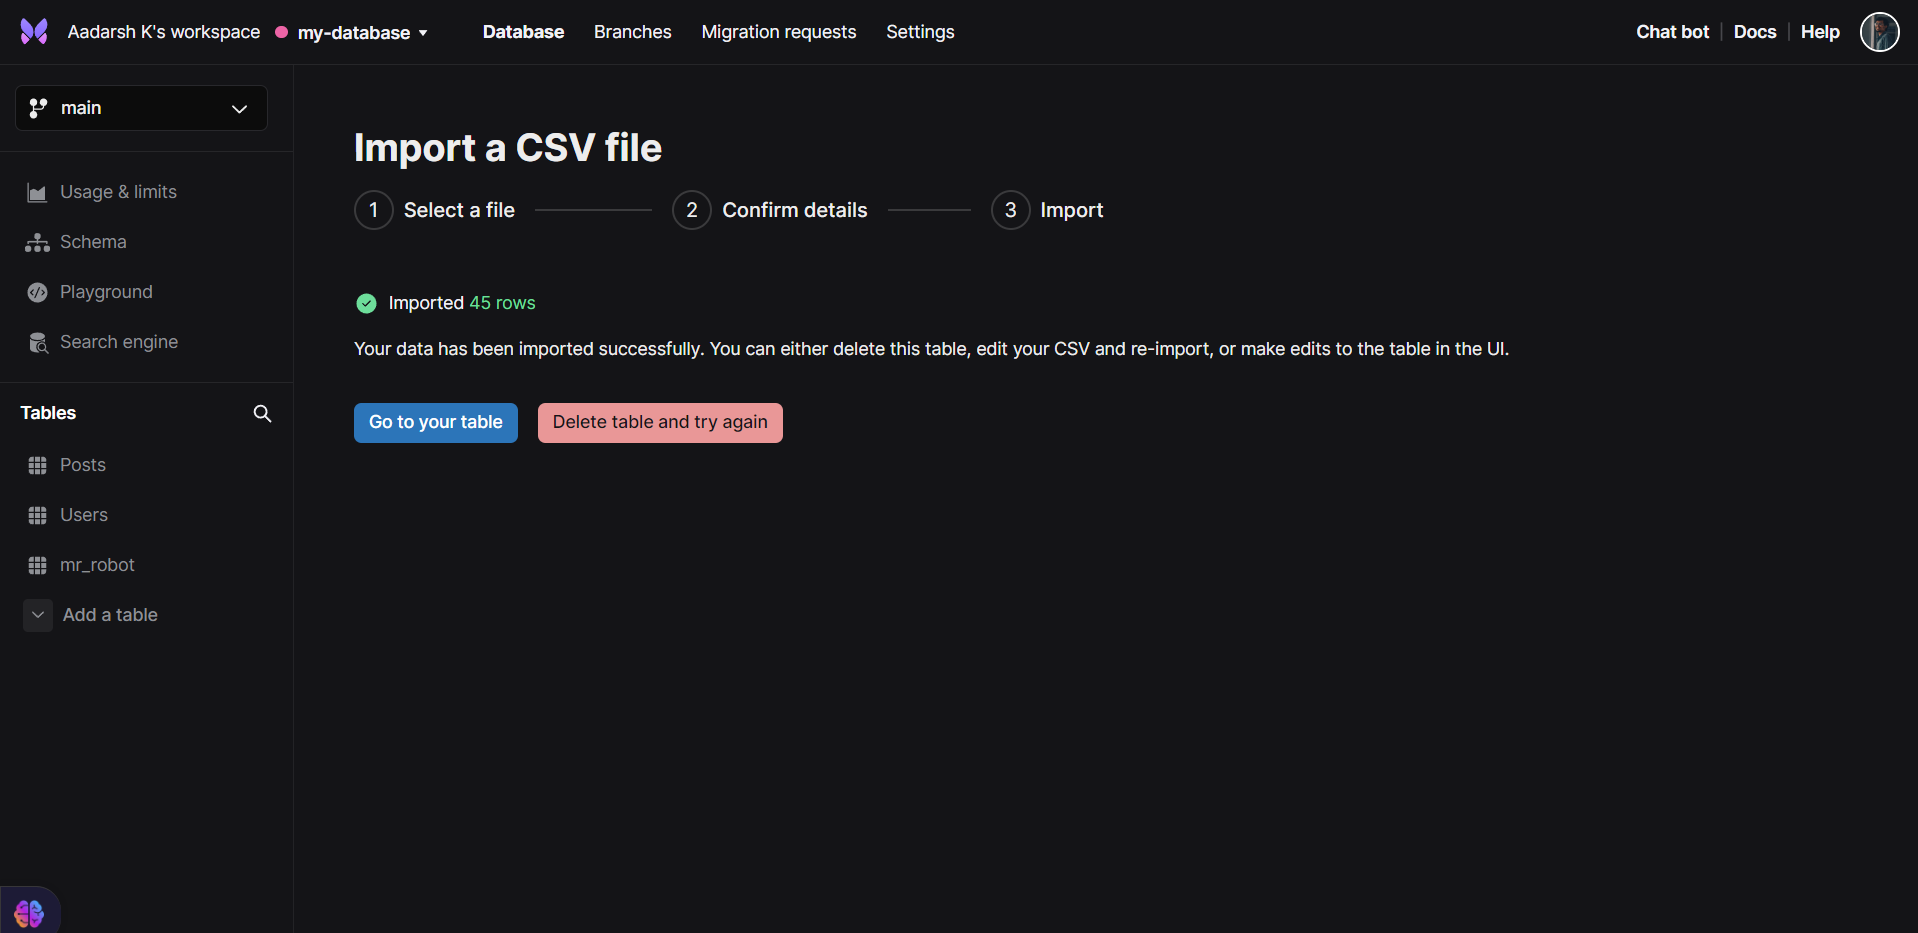 Aadarsh K's workspace my-database Database Branches Migration requests Settings Chat bot Docs Help
main
Usage & limits
Schema
Playground
Search engine
Tables
Posts
Users
mr_robot
Add a table
Import a CSV file
1 Select a file 2 Confirm details 3 Import
Imported 45 rows
Your data has been imported successfully. You can either delete this table, edit your CSV and re-import, or make edits to the table in the UI.
Go to your table Delete table and try again